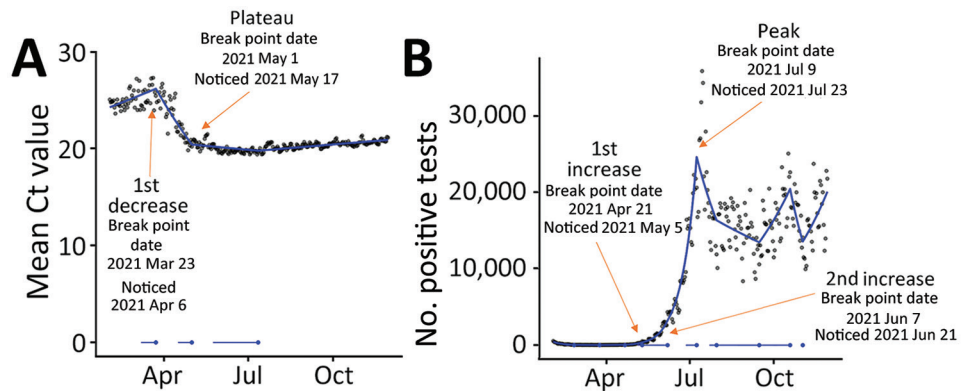 A
Mean Ct value
30
20
10
0
Apr
Jul
Oct
Plateau
Break point date
2021 May 1
Noticed 2021 May 17
1st
decrease
Break point
date
2021 Mar 23
Noticed
2021 Apr 6
B
No. positive tests
30,000
20,000
10,000
0
Apr
Jul
Oct
Peak
Break point date
2021 Jul 9
Noticed 2021 Jul 23
1st
increase
Break point date
2021 Apr 21
Noticed 2021 May 5
2nd increase
Break point date
2021 Jun 7
Noticed 2021 Jun 21